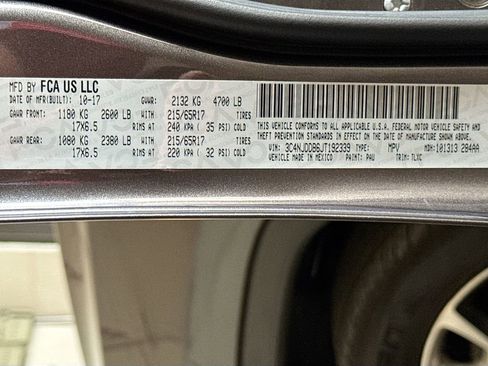 MFD BY FCA US LLC
DATE OF MFR(BUILT): 10-17 GVWR: 2132 KG 4700 LB
GAWR FRONT: 1180 KG 2600 LB WITH 215/65R17 TIRES
17X6.5 RIMS AT 240 KPA ( 35 PSI) COLD
GAWR REAR: 1080 KG 2380 LB WITH 215/65R17 TIRES
17X6.5 RIMS AT 220 KPA ( 32 PSI) COLD
THIS VEHICLE CONFORMS TO ALL APPLICABLE U.S.A. FEDERAL MOTOR VEHICLE SAFETY AND
THEFT PREVENTION STANDARDS IN EFFECT ON THE DATE OF MANUFACTURE SHOWN ABOVE.
VIN: 3C4NJDDB6JT192339 TYPE: MPV MDH: 101313 284AA
VEHICLE MADE IN MEXICO PAINT: PAU TRIM: TLXC